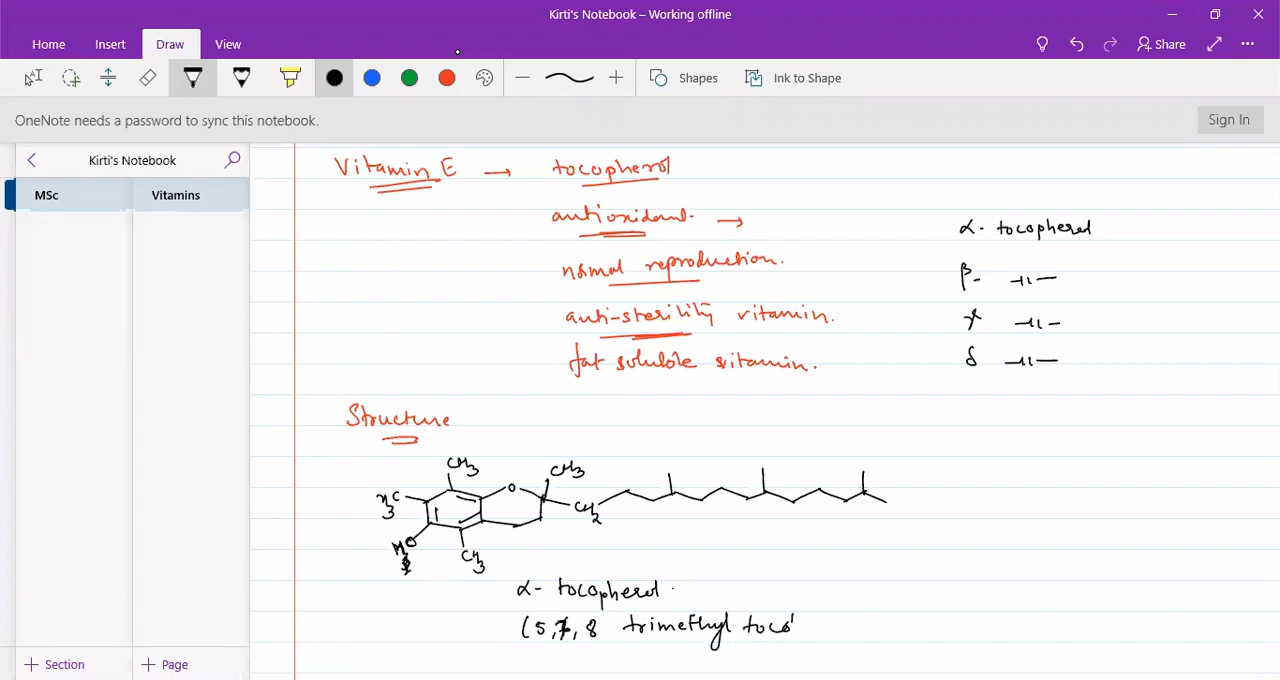 Kirti's Notebook – Working offline
Home Insert Draw View
Share
Shapes Ink to Shape
OneNote needs a password to sync this notebook.
Sign In
Kirti's Notebook
MSc Vitamins
Vitamin E → tocopherol
antioxidant. →
normal reproduction.
anti-sterility vitamin.
fat soluble vitamin.
α- tocopherol
β- –॥–
γ –॥–
δ –॥–
Structure
CH3
CH3
H3C
O
CH2
HO
CH3
α- tocopherol.
(5,7,8 trimethyl toco
+ Section + Page